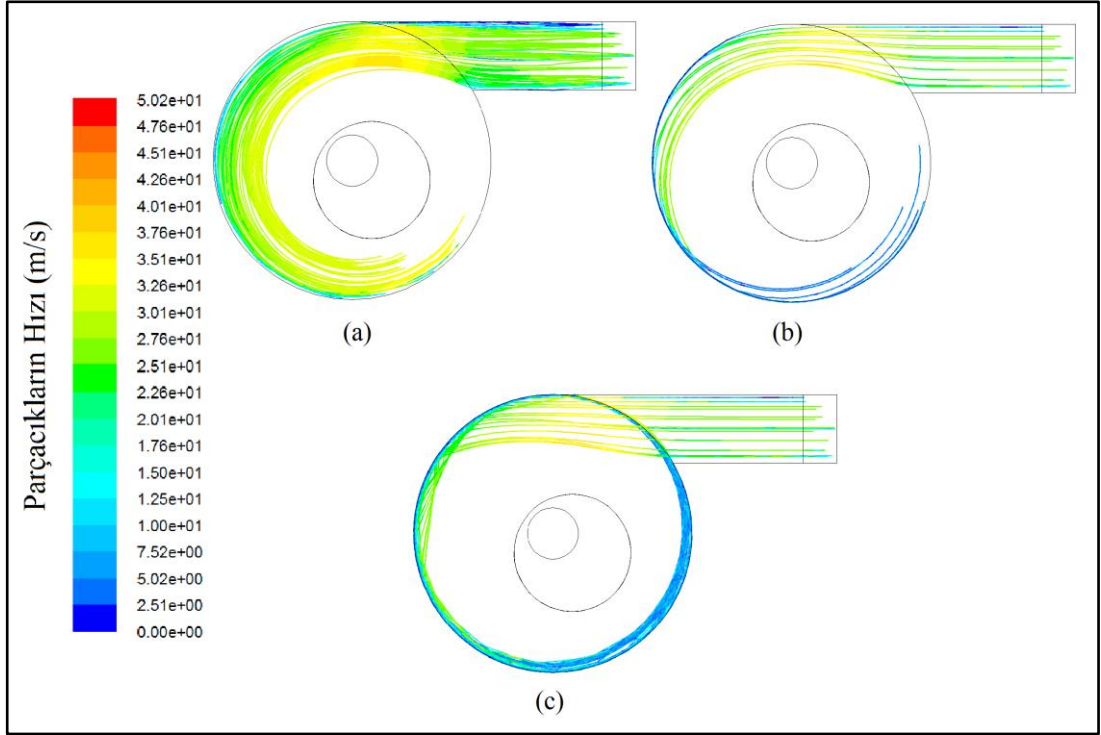 Parçacıkların Hızı (m/s)
5.02e+01
4.76e+01
4.51e+01
4.26e+01
4.01e+01
3.76e+01
3.51e+01
3.26e+01
3.01e+01
2.76e+01
2.51e+01
2.26e+01
2.01e+01
1.76e+01
1.50e+01
1.25e+01
1.00e+01
7.52e+00
5.02e+00
2.51e+00
0.00e+00
(a)
(b)
(c)